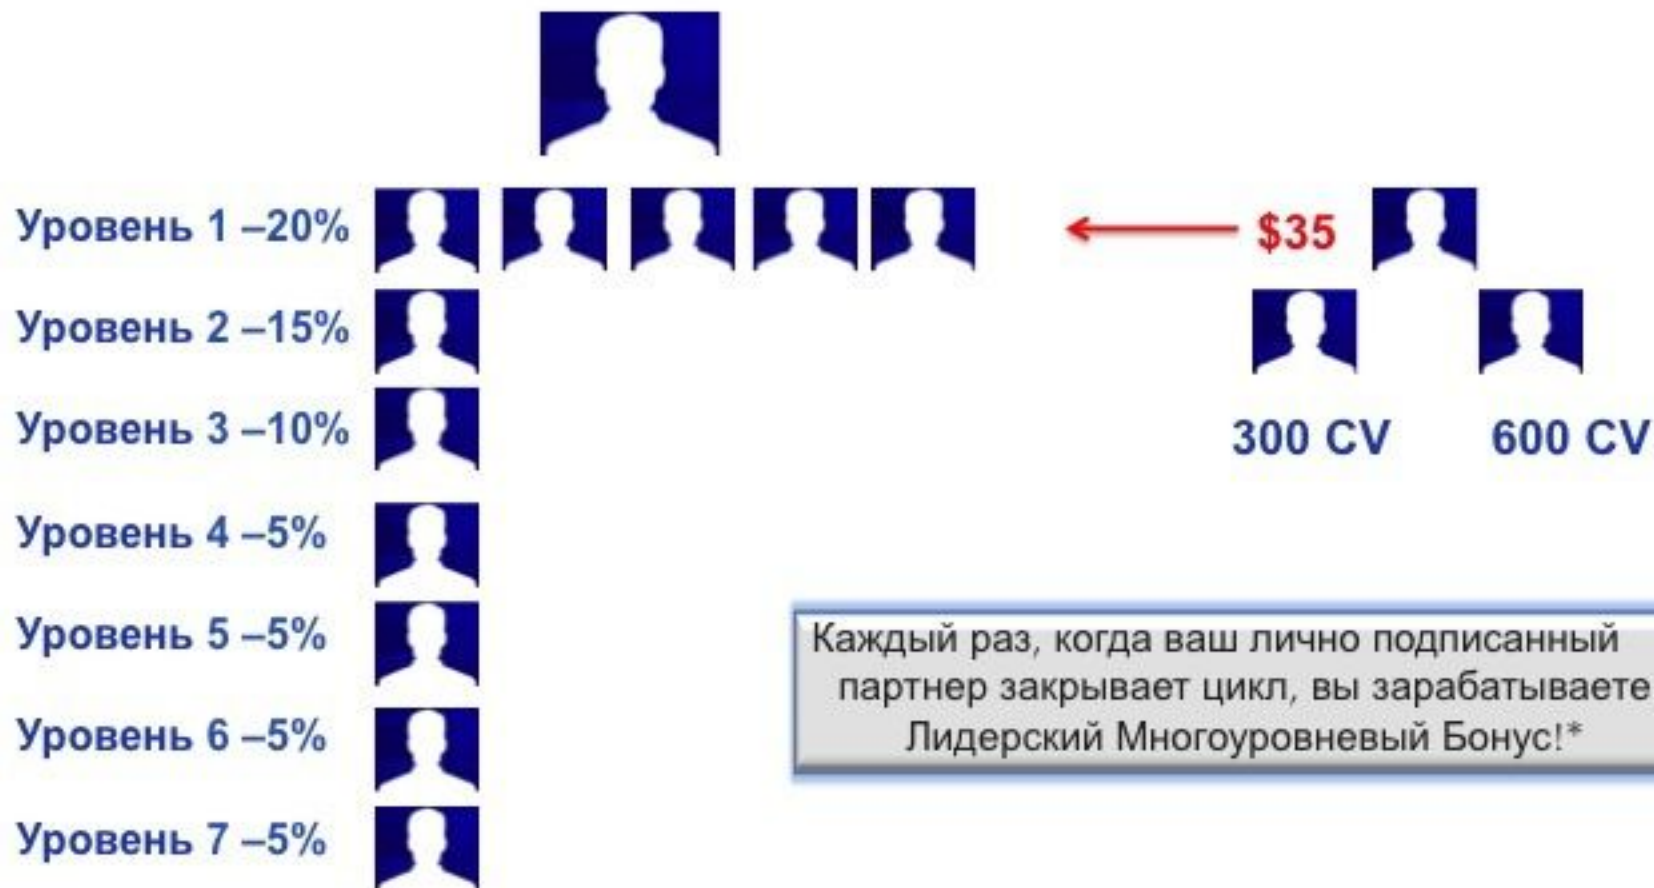 Уровень 1 –20%
$35
Уровень 2 –15%
Уровень 3 –10%
300 CV
600 CV
Уровень 4 –5%
Уровень 5 –5%
Каждый раз, когда ваш лично подписанный
партнер закрывает цикл, вы зарабатываете
Лидерский Многоуровневый Бонус!*
Уровень 6 –5%
Уровень 7 –5%